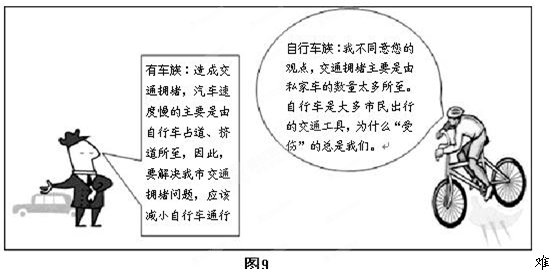 有车族：造成交
通拥堵，汽车速
度慢的主要是由
自行车占道、挤
道所至，因此，
要解决我市交通
拥堵问题，应该
减小自行车通行
自行车族：我不同意您的
观点，交通拥堵主要是由
私家车的数量太多所至。
自行车是大多市民出行
的交通工具，为什么“受
伤”的总是我们。
图9
难